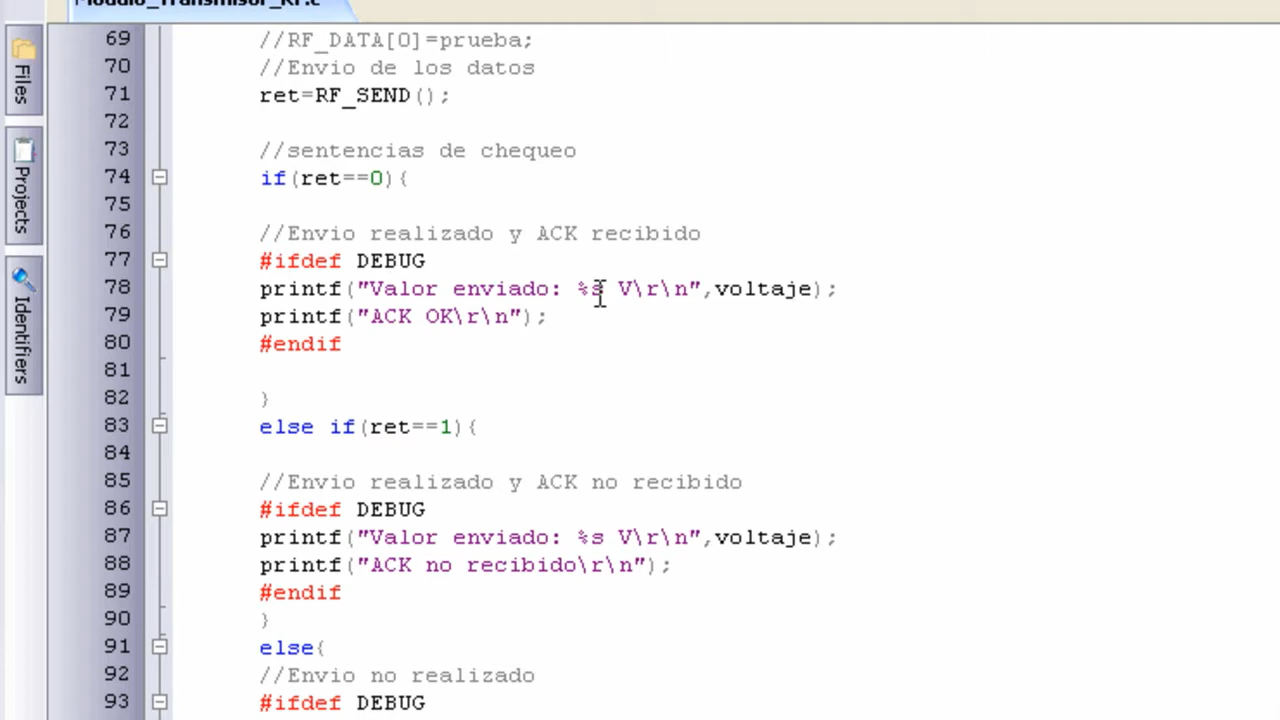 Modulo_Transmisor_RF.c
69 //RF_DATA[0]=prueba;
70 //Envio de los datos
71 ret=RF_SEND();
72
73 //sentencias de chequeo
74 if(ret==0){
75
76 //Envio realizado y ACK recibido
77 #ifdef DEBUG
78 printf("Valor enviado: %s V\r\n",voltaje);
79 printf("ACK OK\r\n");
80 #endif
81
82 }
83 else if(ret==1){
84
85 //Envio realizado y ACK no recibido
86 #ifdef DEBUG
87 printf("Valor enviado: %s V\r\n",voltaje);
88 printf("ACK no recibido\r\n");
89 #endif
90 }
91 else{
92 //Envio no realizado
93 #ifdef DEBUG
Files
Projects
Identifiers